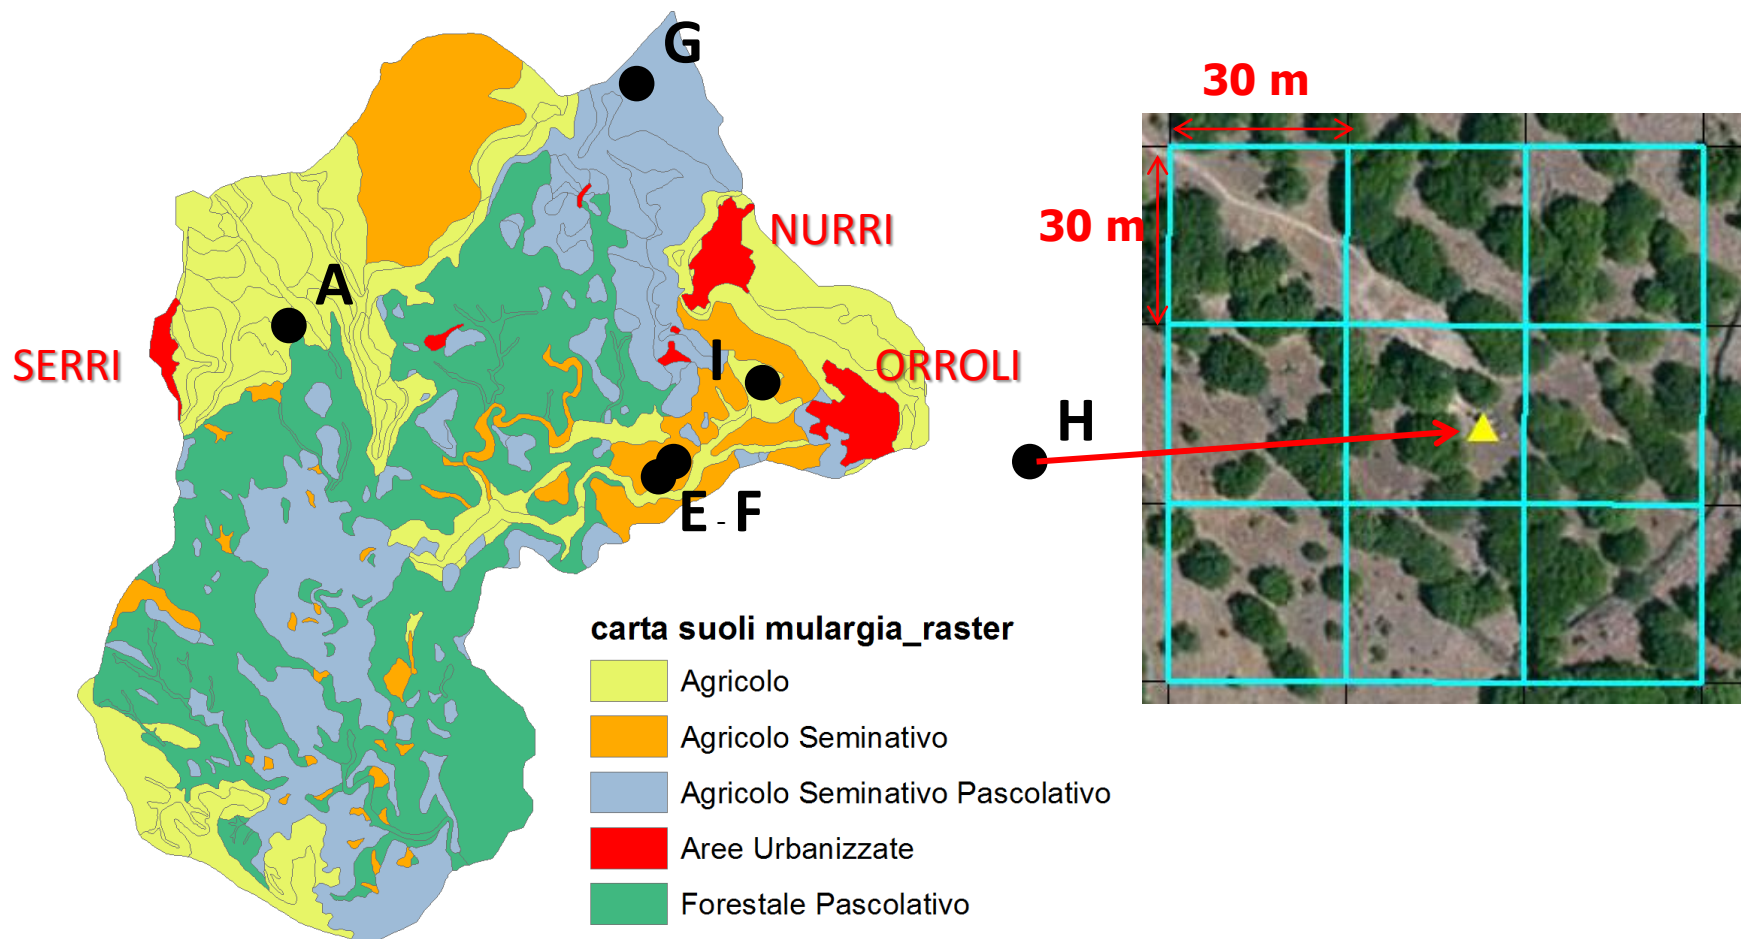 G
30 m
NURRI
30 m
A
SERRI
I
ORROLI
H
E - F
carta suoli mulargia_raster
Agricolo
Agricolo Seminativo
Agricolo Seminativo Pascolativo
Aree Urbanizzate
Forestale Pascolativo